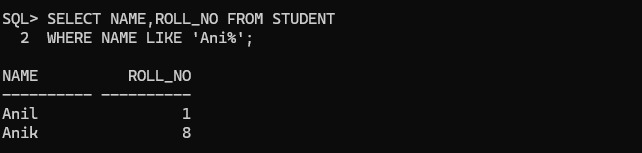 SQL> SELECT NAME,ROLL_NO FROM STUDENT
  2  WHERE NAME LIKE 'Ani%';
NAME          ROLL_NO
---------- ----------
Anil                1
Anik                8